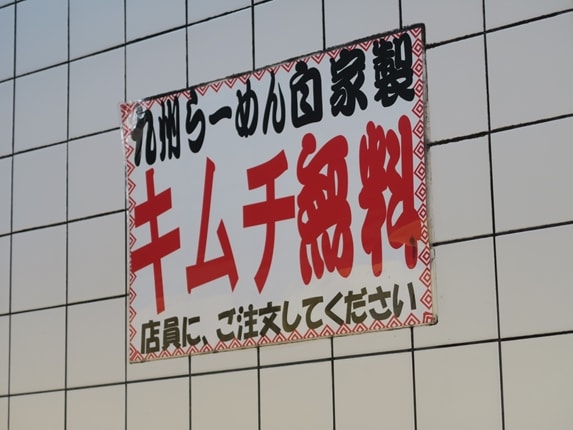 九州らーめん自家製
キムチ無料
店員に、ご注文してください